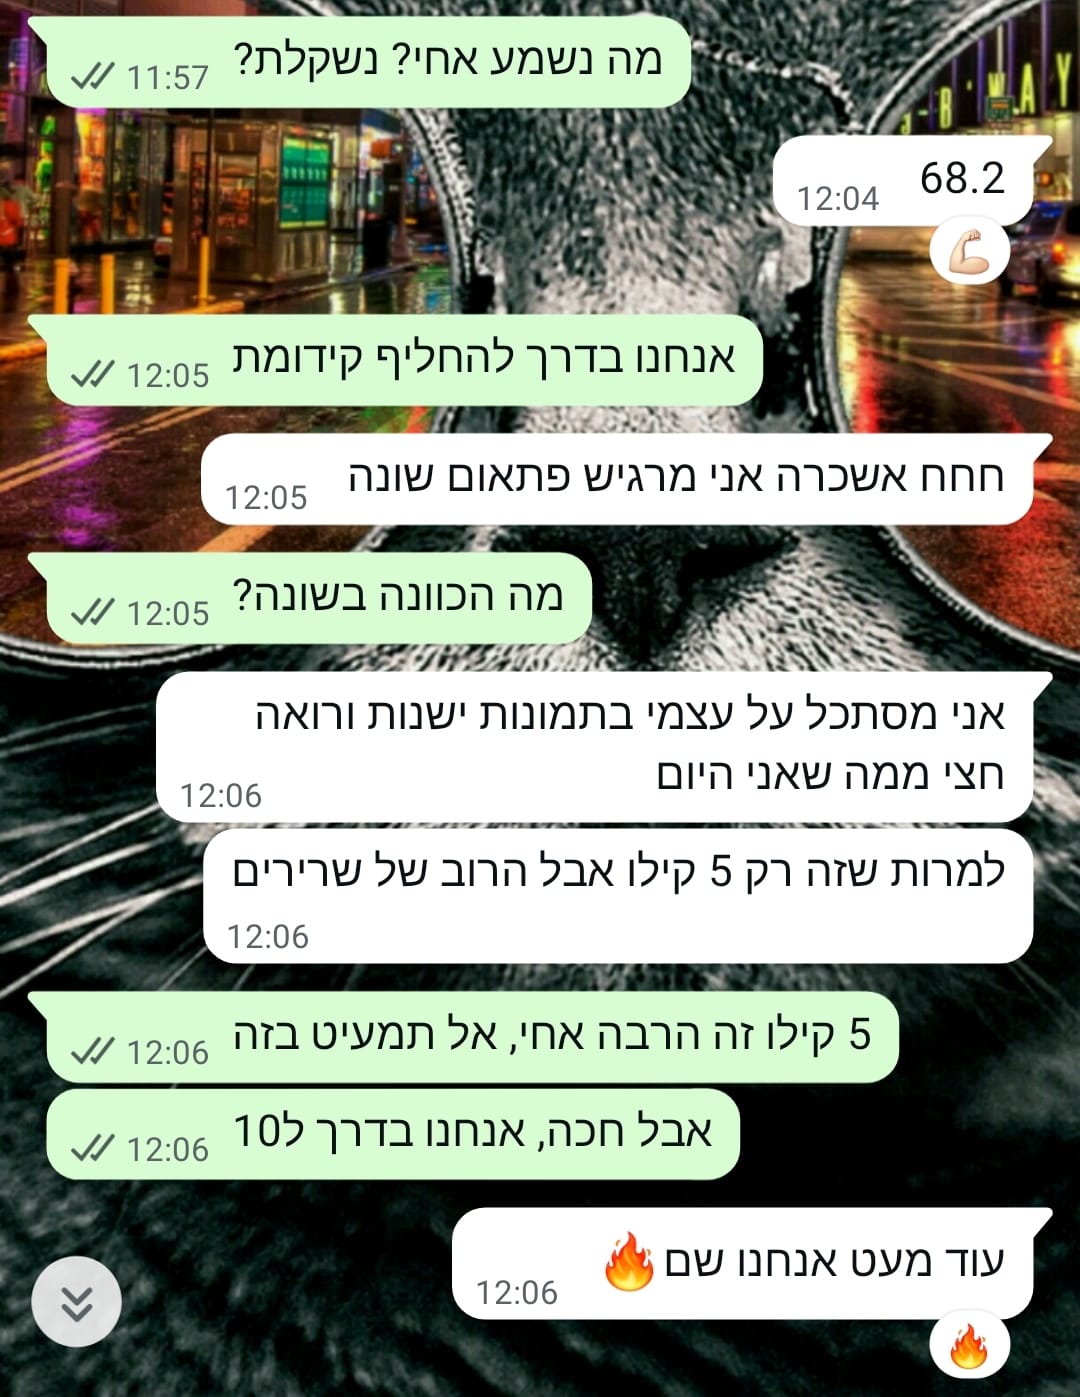 מה נשמע אחי? נשקלת?
11:57
68.2
12:04
אנחנו בדרך להחליף קידומת
12:05
חחח אשכרה אני מרגיש פתאום שונה
12:05
מה הכוונה בשונה?
12:05
אני מסתכל על עצמי בתמונות ישנות ורואה
חצי ממה שאני היום
12:06
למרות שזה רק 5 קילו אבל הרוב של שרירים
12:06
5 קילו זה הרבה אחי, אל תמעיט בזה
12:06
אבל חכה, אנחנו בדרך ל10
12:06
עוד מעט אנחנו שם🔥
12:06